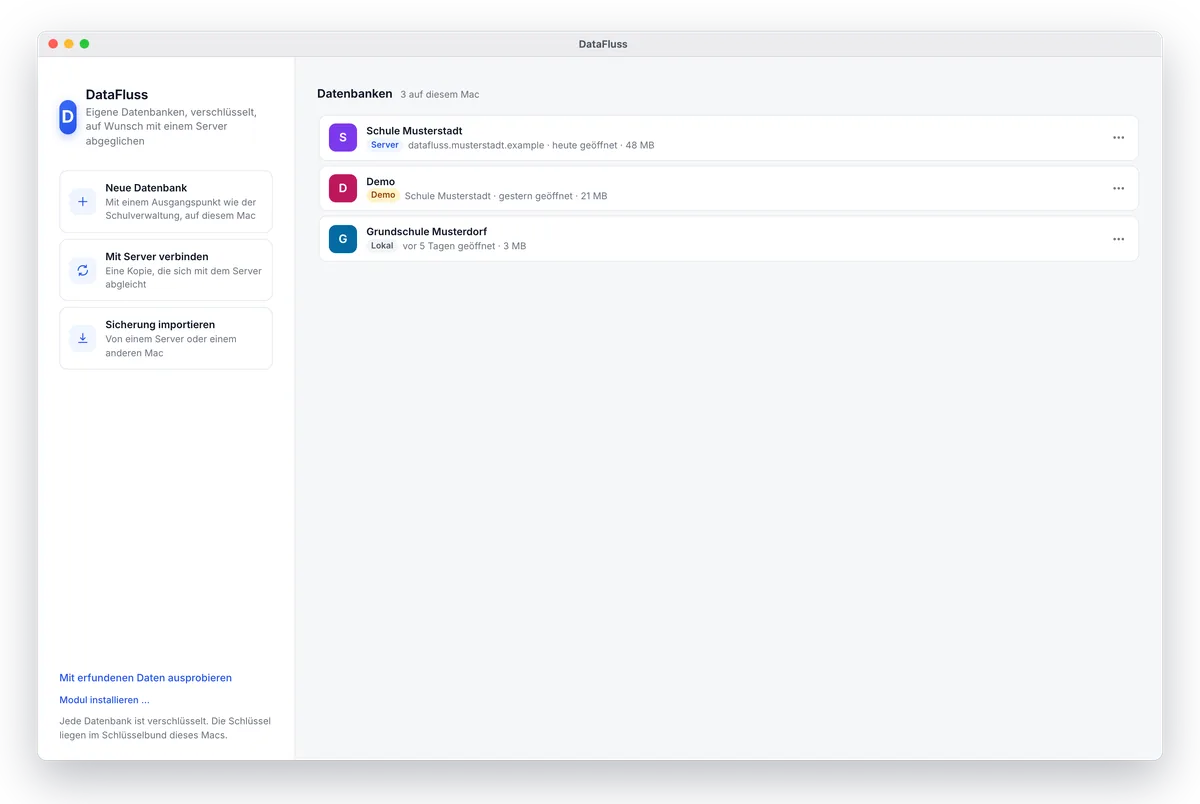 DataFluss
D
DataFluss
Eigene Datenbanken, verschlüsselt,
auf Wunsch mit einem Server
abgeglichen
Neue Datenbank
Mit einem Ausgangspunkt wie der
Schulverwaltung, auf diesem Mac
Mit Server verbinden
Eine Kopie, die sich mit dem Server
abgleicht
Sicherung importieren
Von einem Server oder einem
anderen Mac
Mit erfundenen Daten ausprobieren
Modul installieren ...
Jede Datenbank ist verschlüsselt. Die Schlüssel
liegen im Schlüsselbund dieses Macs.
Datenbanken 3 auf diesem Mac
S
Schule Musterstadt
Server datafluss.musterstadt.example · heute geöffnet · 48 MB
D
Demo
Demo Schule Musterstadt · gestern geöffnet · 21 MB
G
Grundschule Musterdorf
Lokal vor 5 Tagen geöffnet · 3 MB